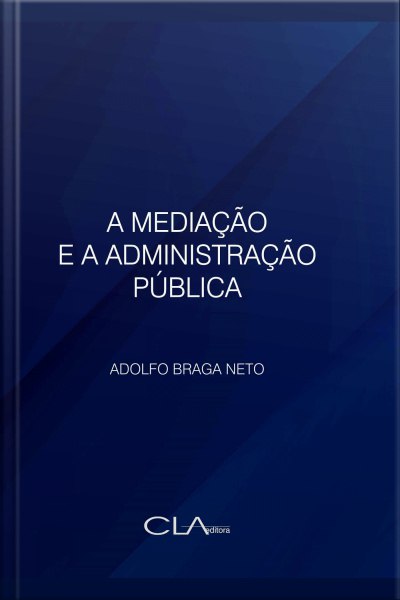 A MEDIAÇÃO
E A ADMINISTRAÇÃO
PÚBLICA
ADOLFO BRAGA NETO
CLA editora